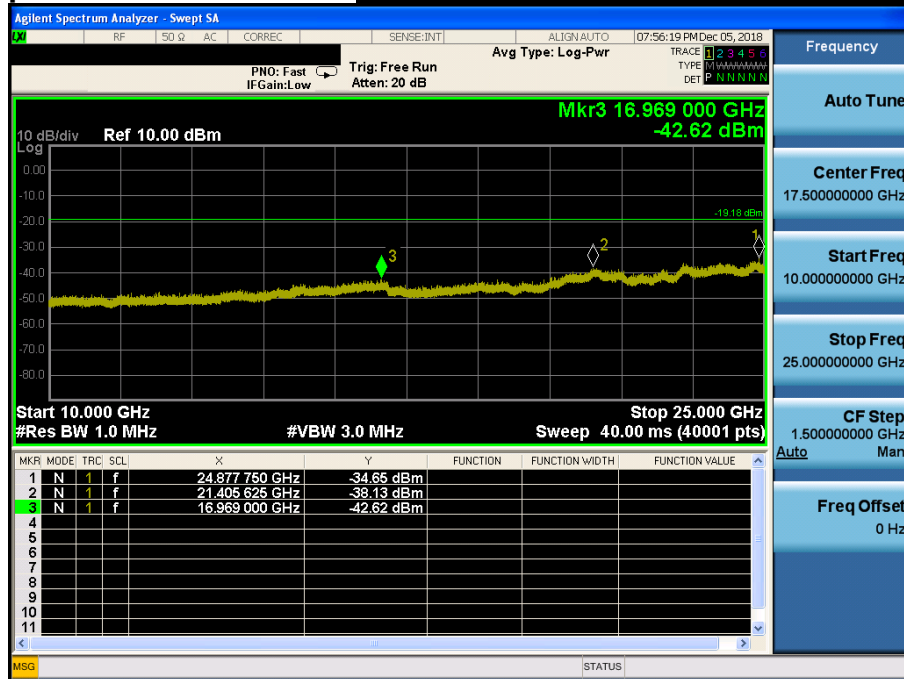 Agilent Spectrum Analyzer - Swept SA
LXI RF 50 Ω AC CORREC SENSE:INT ALIGN AUTO 07:56:19 PM Dec 05, 2018
Frequency
PNO: Fast
IFGain:Low
Trig: Free Run
Atten: 20 dB
Avg Type: Log-Pwr
TRACE 1 2 3 4 5 6
TYPE M WWWWW
DET P N N N N N
Auto Tune
Mkr3 16.969 000 GHz
-42.62 dBm
10 dB/div Ref 10.00 dBm
Log
0.00
-10.0
-20.0
-30.0
-40.0
-50.0
-60.0
-70.0
-80.0
-19.18 dBm
1
2
3
Center Freq
17.500000000 GHz
Start Freq
10.000000000 GHz
Stop Freq
25.000000000 GHz
Start 10.000 GHz Stop 25.000 GHz
#Res BW 1.0 MHz #VBW 3.0 MHz Sweep 40.00 ms (40001 pts)
CF Step
1.500000000 GHz
Auto Man
MKR MODE TRC SCL X Y FUNCTION FUNCTION WIDTH FUNCTION VALUE
1 N 1 f 24.877 750 GHz -34.65 dBm
2 N 1 f 21.405 625 GHz -38.13 dBm
3 N 1 f 16.969 000 GHz -42.62 dBm
4
5
6
7
8
9
10
11
Freq Offset
0 Hz
MSG STATUS